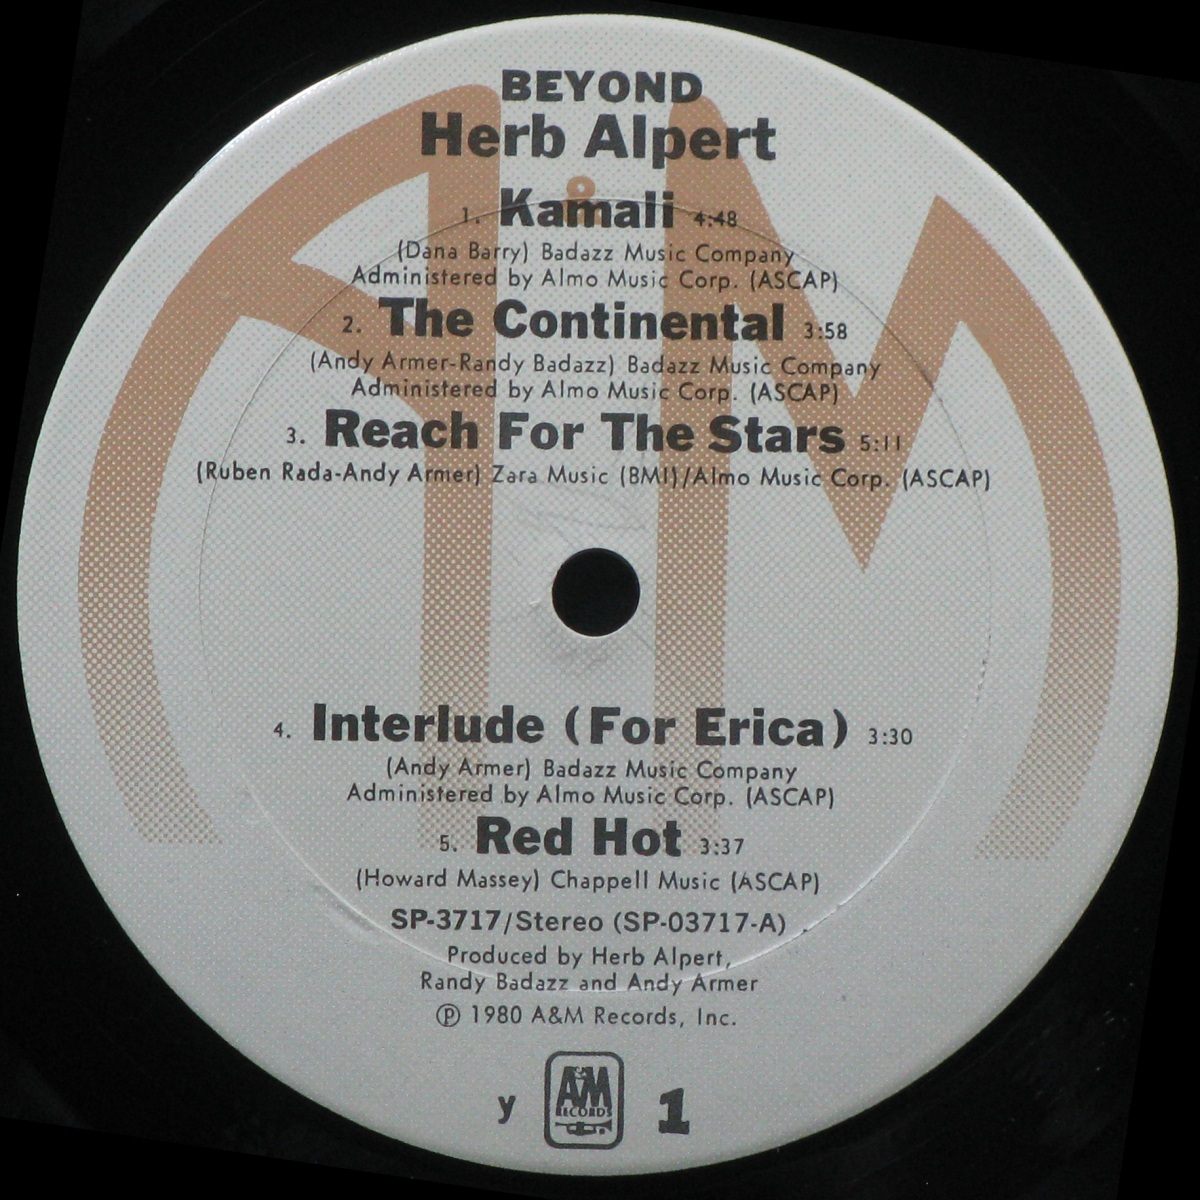 BEYOND
Herb Alpert
1. Kamali 4:48
(Dana Barry) Badazz Music Company
Administered by Almo Music Corp. (ASCAP)
2. The Continental 3:58
(Andy Armer-Randy Badazz) Badazz Music Company
Administered by Almo Music Corp. (ASCAP)
3. Reach For The Stars 5:11
(Ruben Rada-Andy Armer) Zara Music (BMI)/Almo Music Corp. (ASCAP)
4. Interlude (For Erica) 3:30
(Andy Armer) Badazz Music Company
Administered by Almo Music Corp. (ASCAP)
5. Red Hot 3:37
(Howard Massey) Chappell Music (ASCAP)
SP-3717/Stereo (SP-03717-A)
Produced by Herb Alpert,
Randy Badazz and Andy Armer
℗ 1980 A&M Records, Inc.
y A&M RECORDS 1